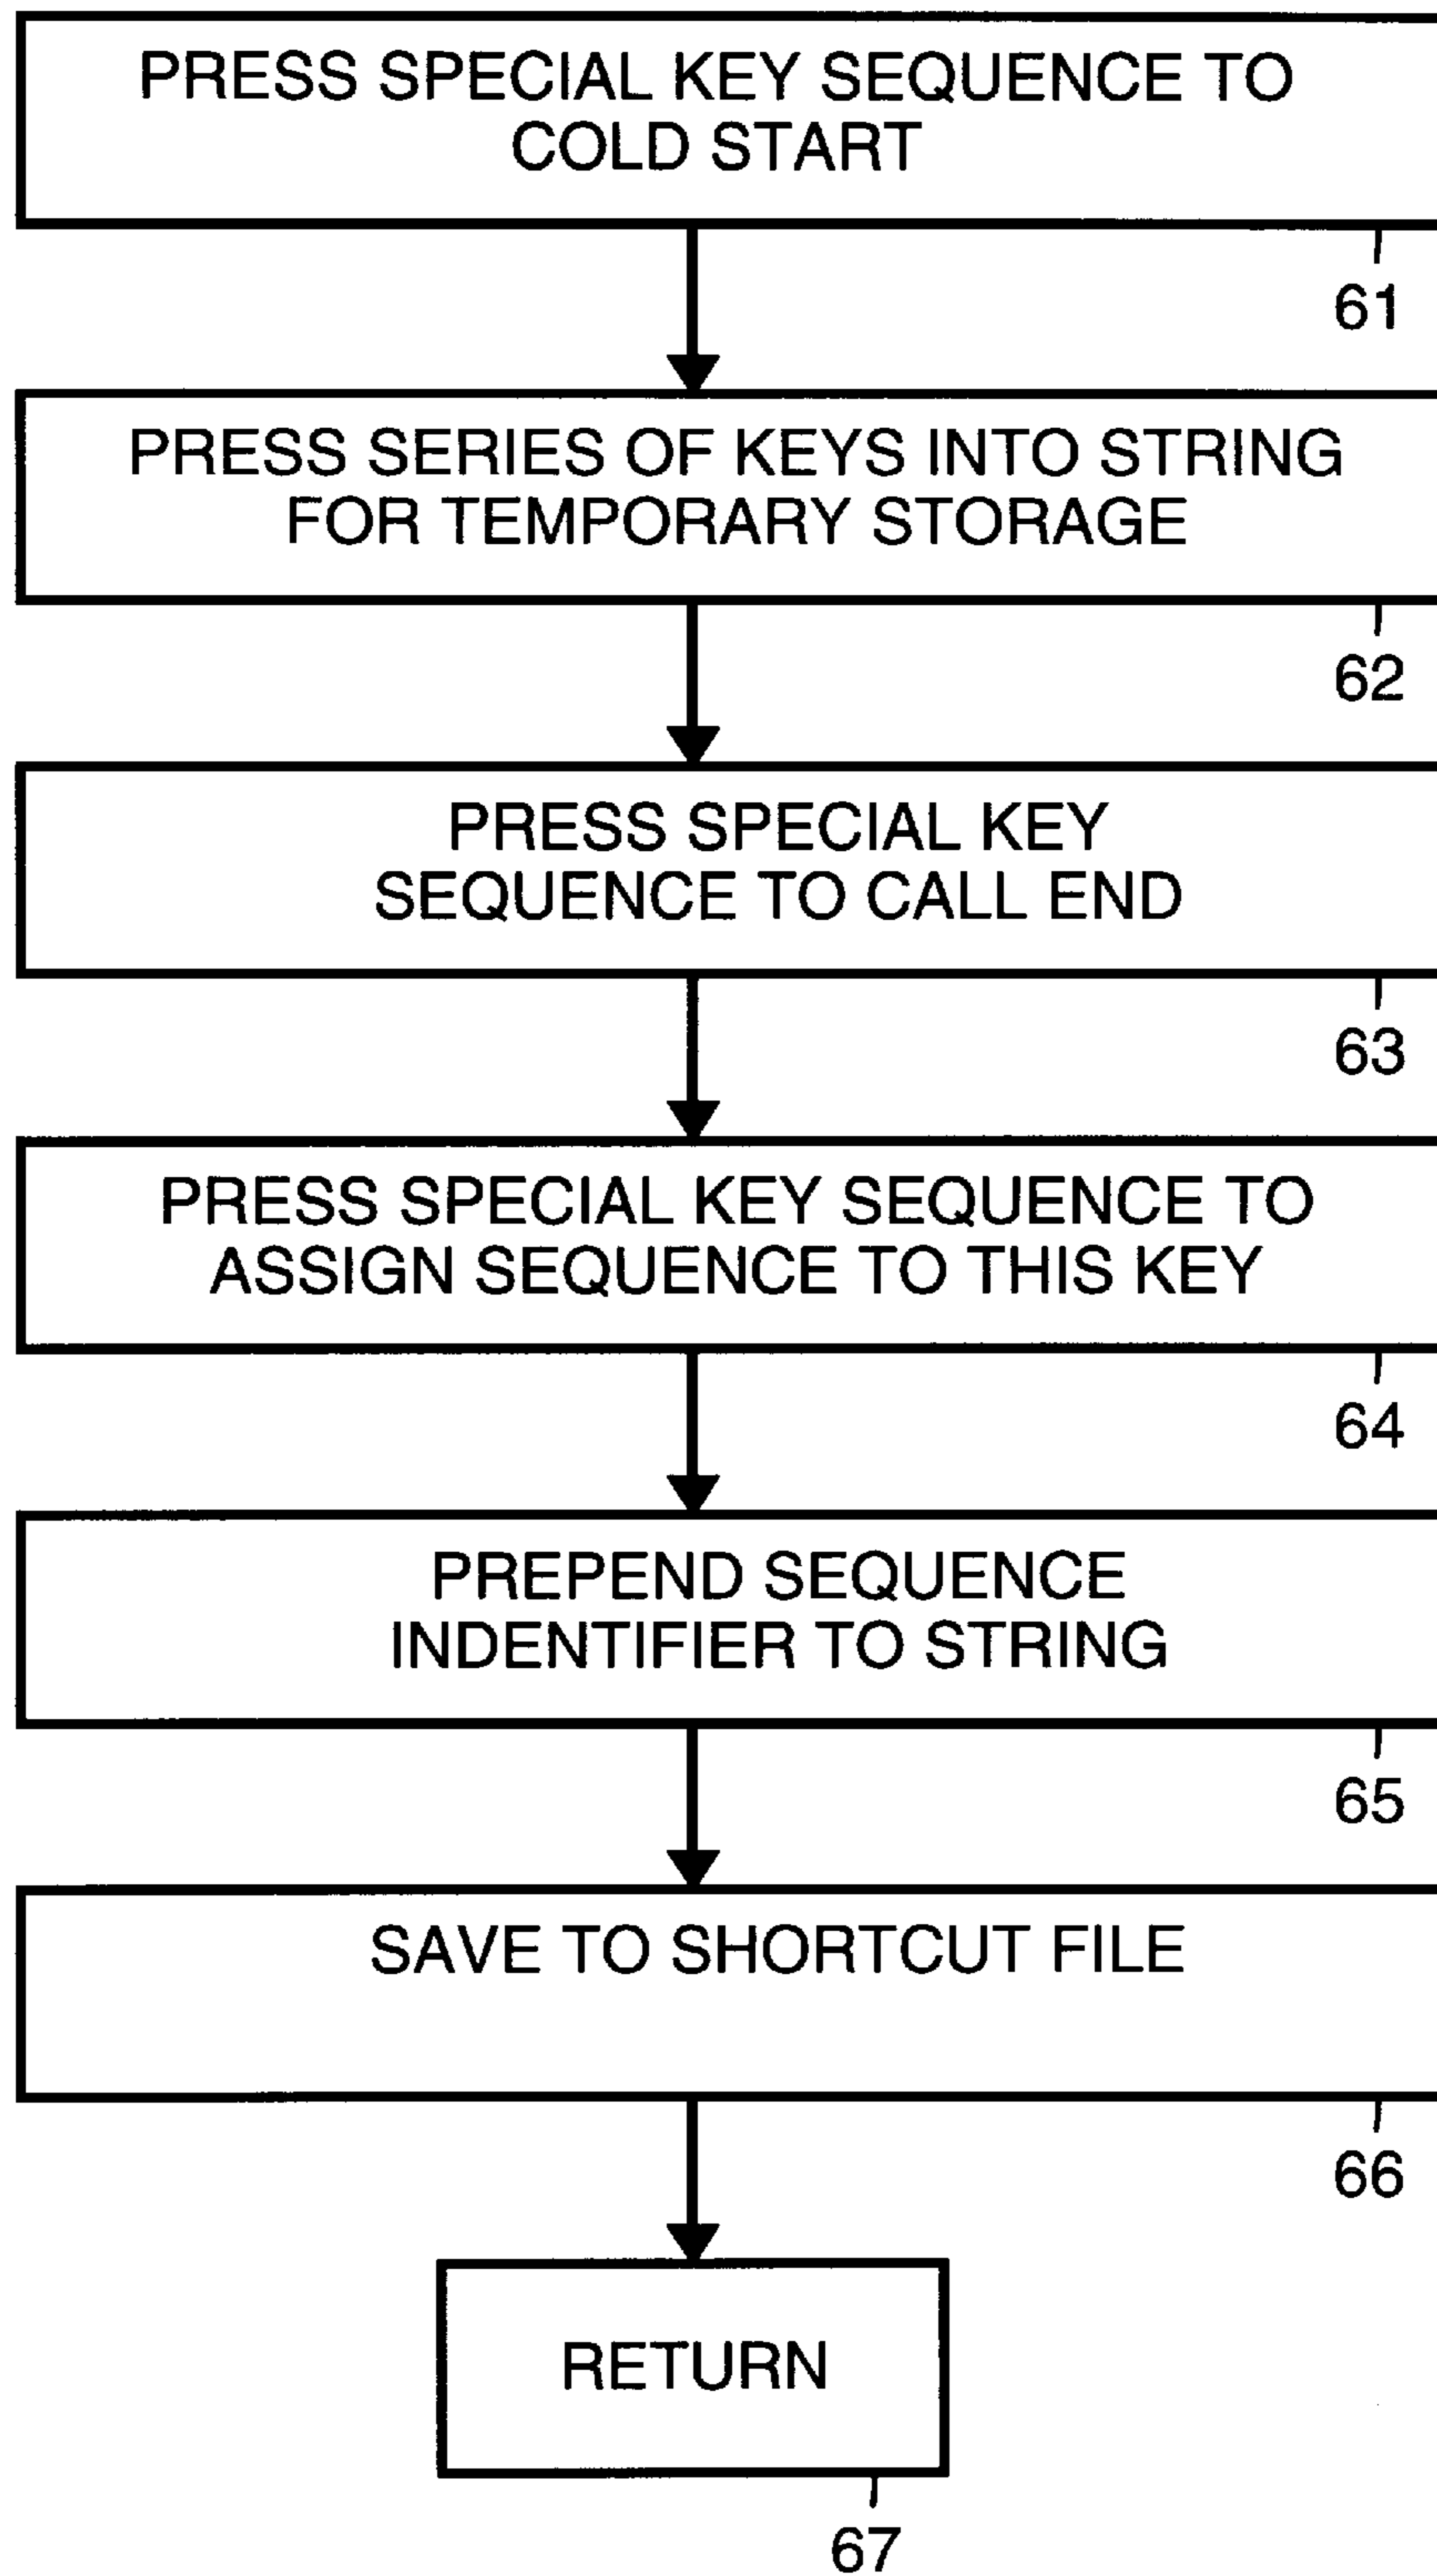 PRESS SPECIAL KEY SEQUENCE TO
COLD START
61
PRESS SERIES OF KEYS INTO STRING
FOR TEMPORARY STORAGE
62
PRESS SPECIAL KEY
SEQUENCE TO CALL END
63
PRESS SPECIAL KEY SEQUENCE TO
ASSIGN SEQUENCE TO THIS KEY
64
PREPEND SEQUENCE
INDENTIFIER TO STRING
65
SAVE TO SHORTCUT FILE
66
RETURN
67